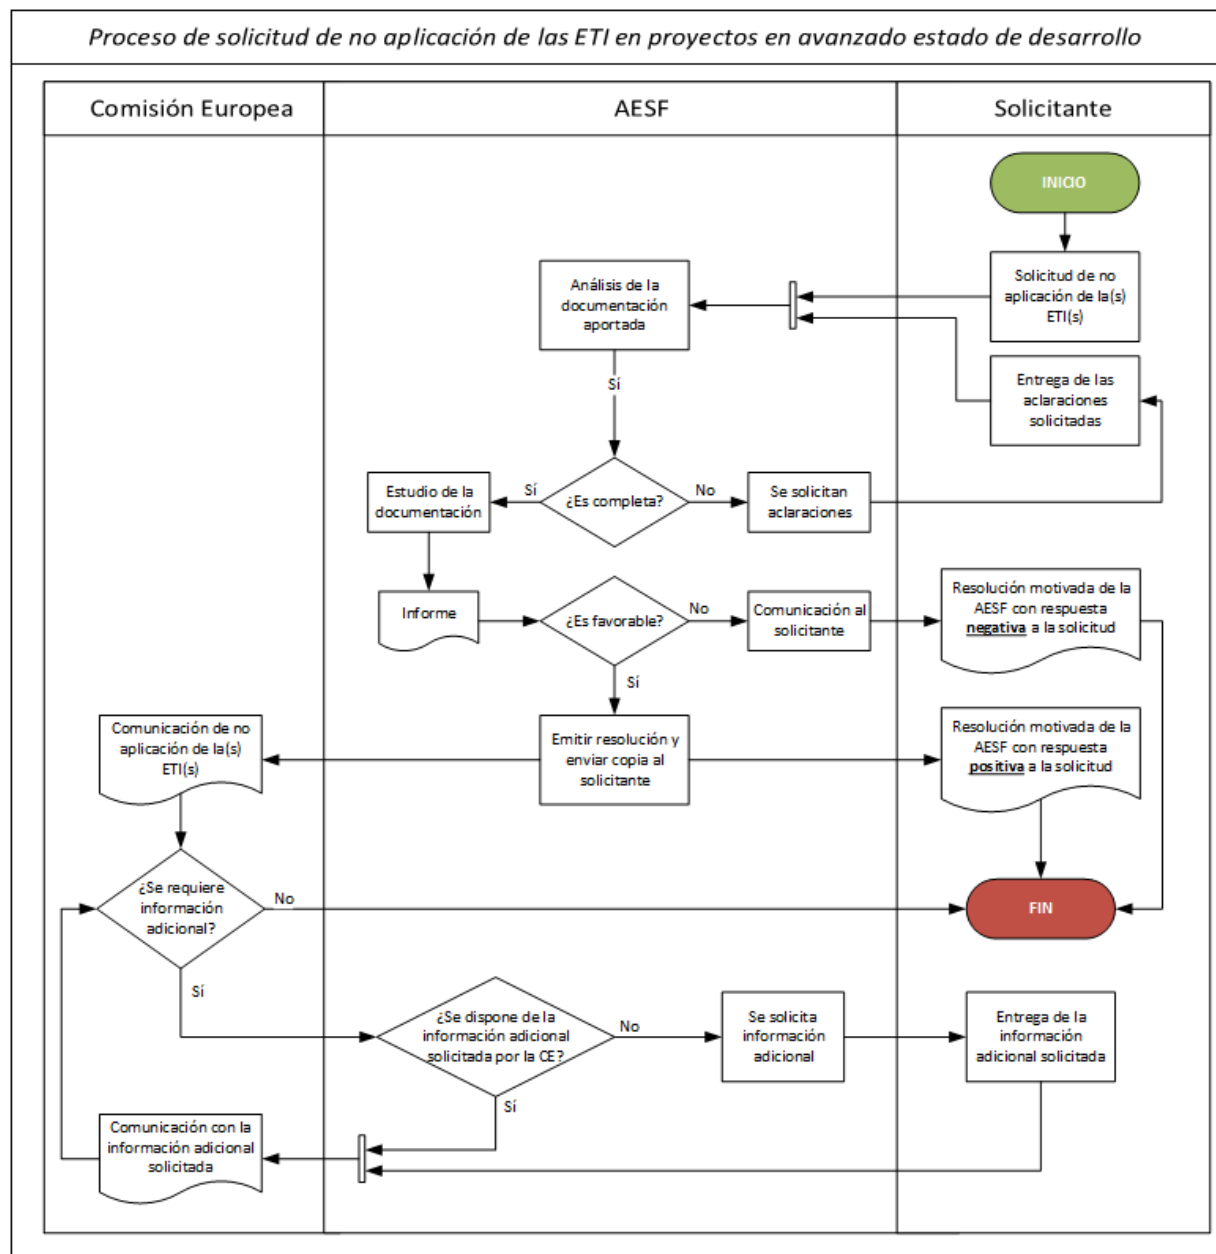 Proceso de solicitud de no aplicación de las ETI en proyectos en avanzado estado de desarrollo
Comisión Europea
AESF
Solicitante
INICIO
Solicitud de no
aplicación de la(s)
ETI(s)
Análisis de la
documentación
aportada
Sí
Entrega de las
aclaraciones
solicitadas
Estudio de la
documentación
Sí
¿Es completa?
No
Se solicitan
aclaraciones
Informe
¿Es favorable?
No
Comunicación al
solicitante
Resolución motivada de la
AESF con respuesta
negativa a la solicitud
Sí
Comunicación de no
aplicación de la(s)
ETI(s)
Emitir resolución y
enviar copia al
solicitante
Resolución motivada de la
AESF con respuesta
positiva a la solicitud
¿Se requiere
información
adicional?
No
FIN
Sí
¿Se dispone de la
información adicional
solicitada por la CE?
No
Se solicita
información
adicional
Entrega de la
información
adicional solicitada
Sí
Comunicación con la
información adicional
solicitada